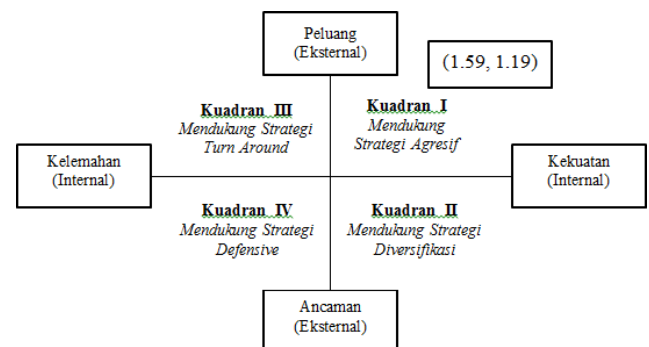 Peluang
(Eksternal)
(1.59, 1.19)
Kuadran III
Mendukung Strategi
Turn Around
Kuadran I
Mendukung
Strategi Agresif
Kelemahan
(Internal)
Kekuatan
(Internal)
Kuadran IV
Mendukung Strategi
Defensive
Kuadran II
Mendukung Strategi
Diversifikasi
Ancaman
(Eksternal)